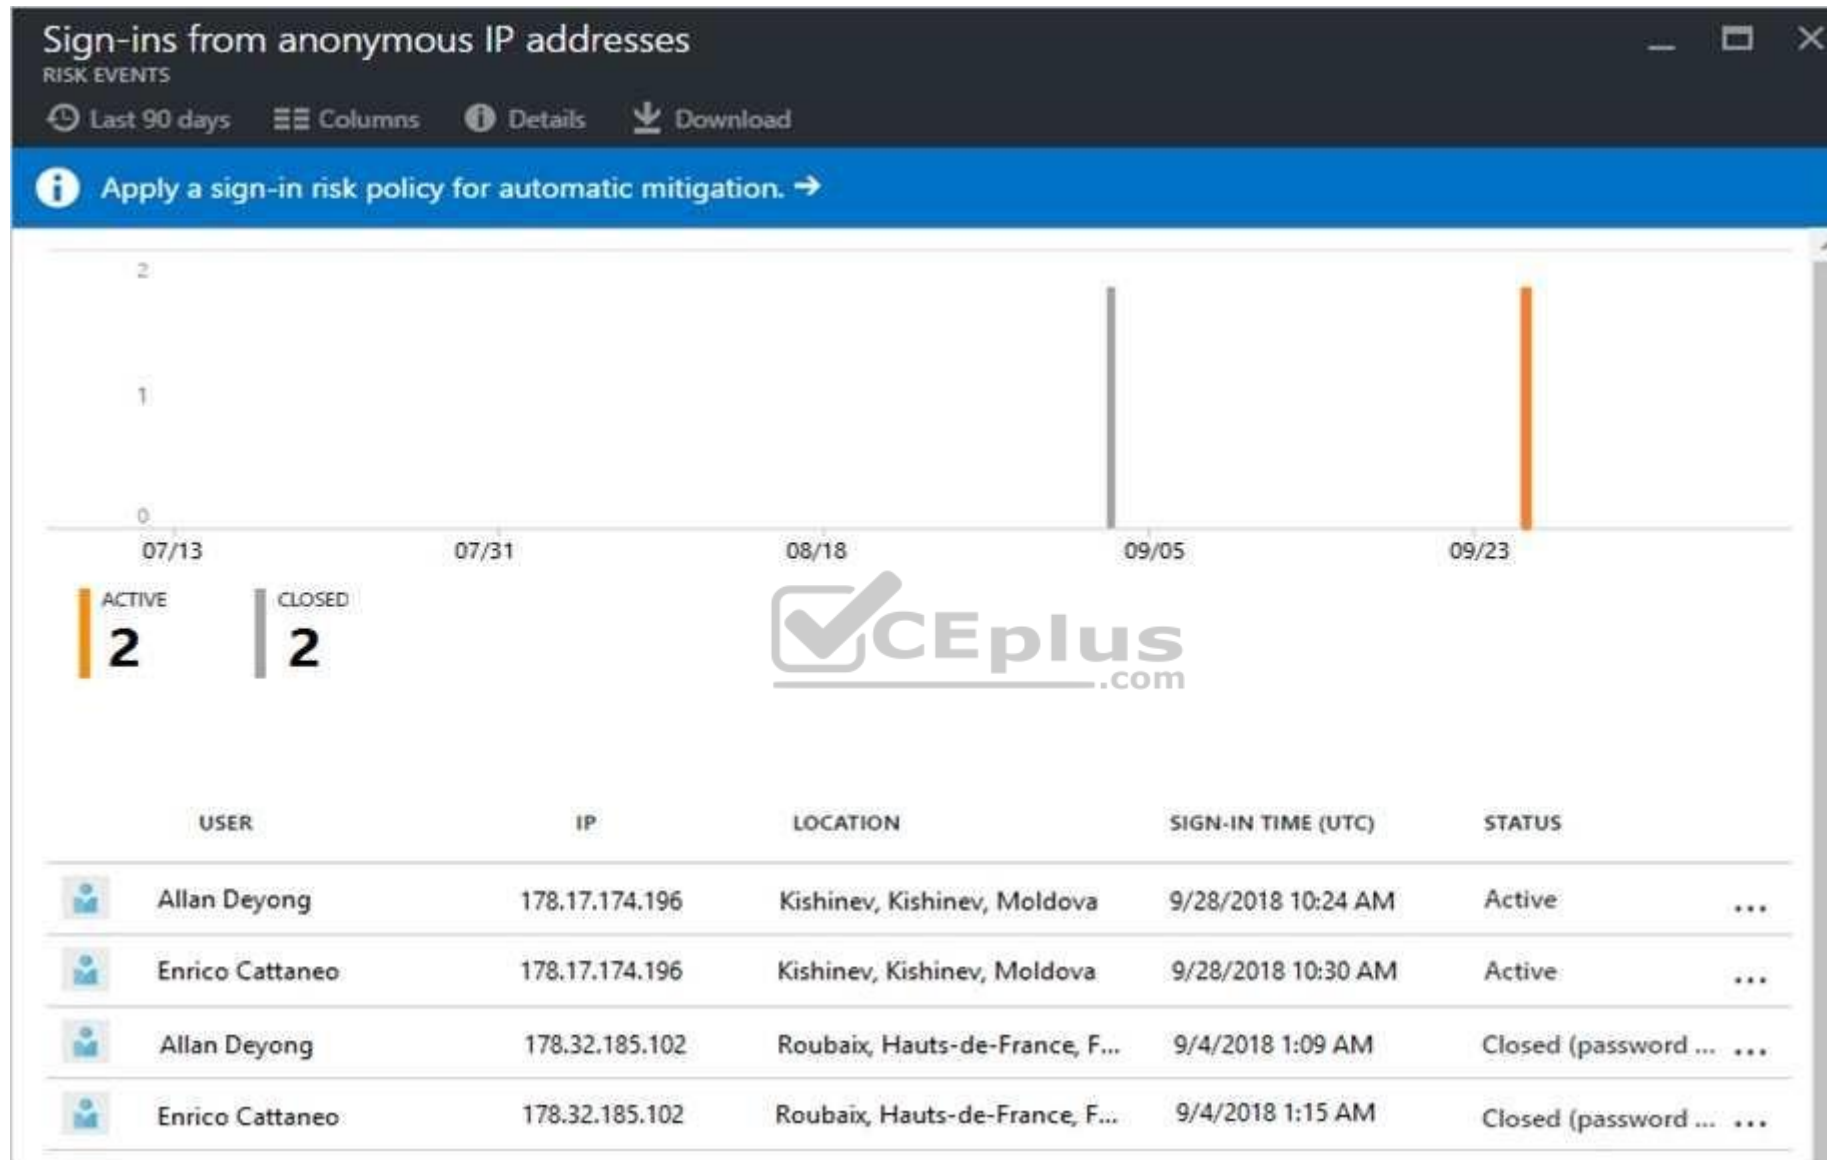 Sign-ins from anonymous IP addresses
RISK EVENTS
Last 90 days Columns Details Download
Apply a sign-in risk policy for automatic mitigation. →
2
1
0
07/13 07/31 08/18 09/05 09/23
ACTIVE CLOSED
2 2
CEplus
.com
USER IP LOCATION SIGN-IN TIME (UTC) STATUS
Allan Deyong 178.17.174.196 Kishinev, Kishinev, Moldova 9/28/2018 10:24 AM Active ...
Enrico Cattaneo 178.17.174.196 Kishinev, Kishinev, Moldova 9/28/2018 10:30 AM Active ...
Allan Deyong 178.32.185.102 Roubaix, Hauts-de-France, F... 9/4/2018 1:09 AM Closed (password ... ...
Enrico Cattaneo 178.32.185.102 Roubaix, Hauts-de-France, F... 9/4/2018 1:15 AM Closed (password ... ...